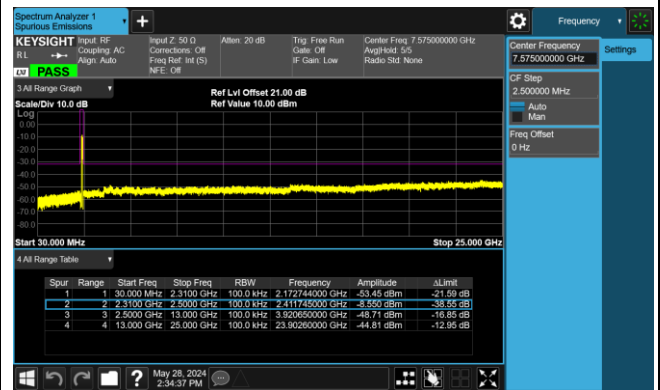 Spectrum Analyzer 1
Spurious Emissions
Frequency
KEYSIGHT Input: RF Input Z: 50 Ω Atten: 20 dB Trig: Free Run Center Freq: 7.575000000 GHz
RL Coupling: AC Corrections: Off Gate: Off Avg|Hold: 5/5
Align: Auto Freq Ref: Int (S) IF Gain: Low Radio Std: None
LXI PASS NFE: Off
Center Frequency
7.575000000 GHz
Settings
CF Step
2.500000 MHz
Auto
Man
Freq Offset
0 Hz
3 All Range Graph
Ref Lvl Offset 21.00 dB
Scale/Div 10.0 dB Ref Value 10.00 dBm
Log
0.00
-10.0
-20.0
-30.0
-40.0
-50.0
-60.0
-70.0
-80.0
Start 30.000 MHz Stop 25.000 GHz
4 All Range Table
Spur Range Start Freq Stop Freq RBW Frequency Amplitude ΔLimit
1 1 30.000 MHz 2.3100 GHz 100.0 kHz 2.172744000 GHz -53.45 dBm -21.59 dB
2 2 2.3100 GHz 2.5000 GHz 100.0 kHz 2.411745000 GHz -8.550 dBm -38.55 dB
3 3 2.5000 GHz 13.000 GHz 100.0 kHz 3.920650000 GHz -48.71 dBm -16.85 dB
4 4 13.000 GHz 25.000 GHz 100.0 kHz 23.90260000 GHz -44.81 dBm -12.95 dB
May 28, 2024
2:34:37 PM